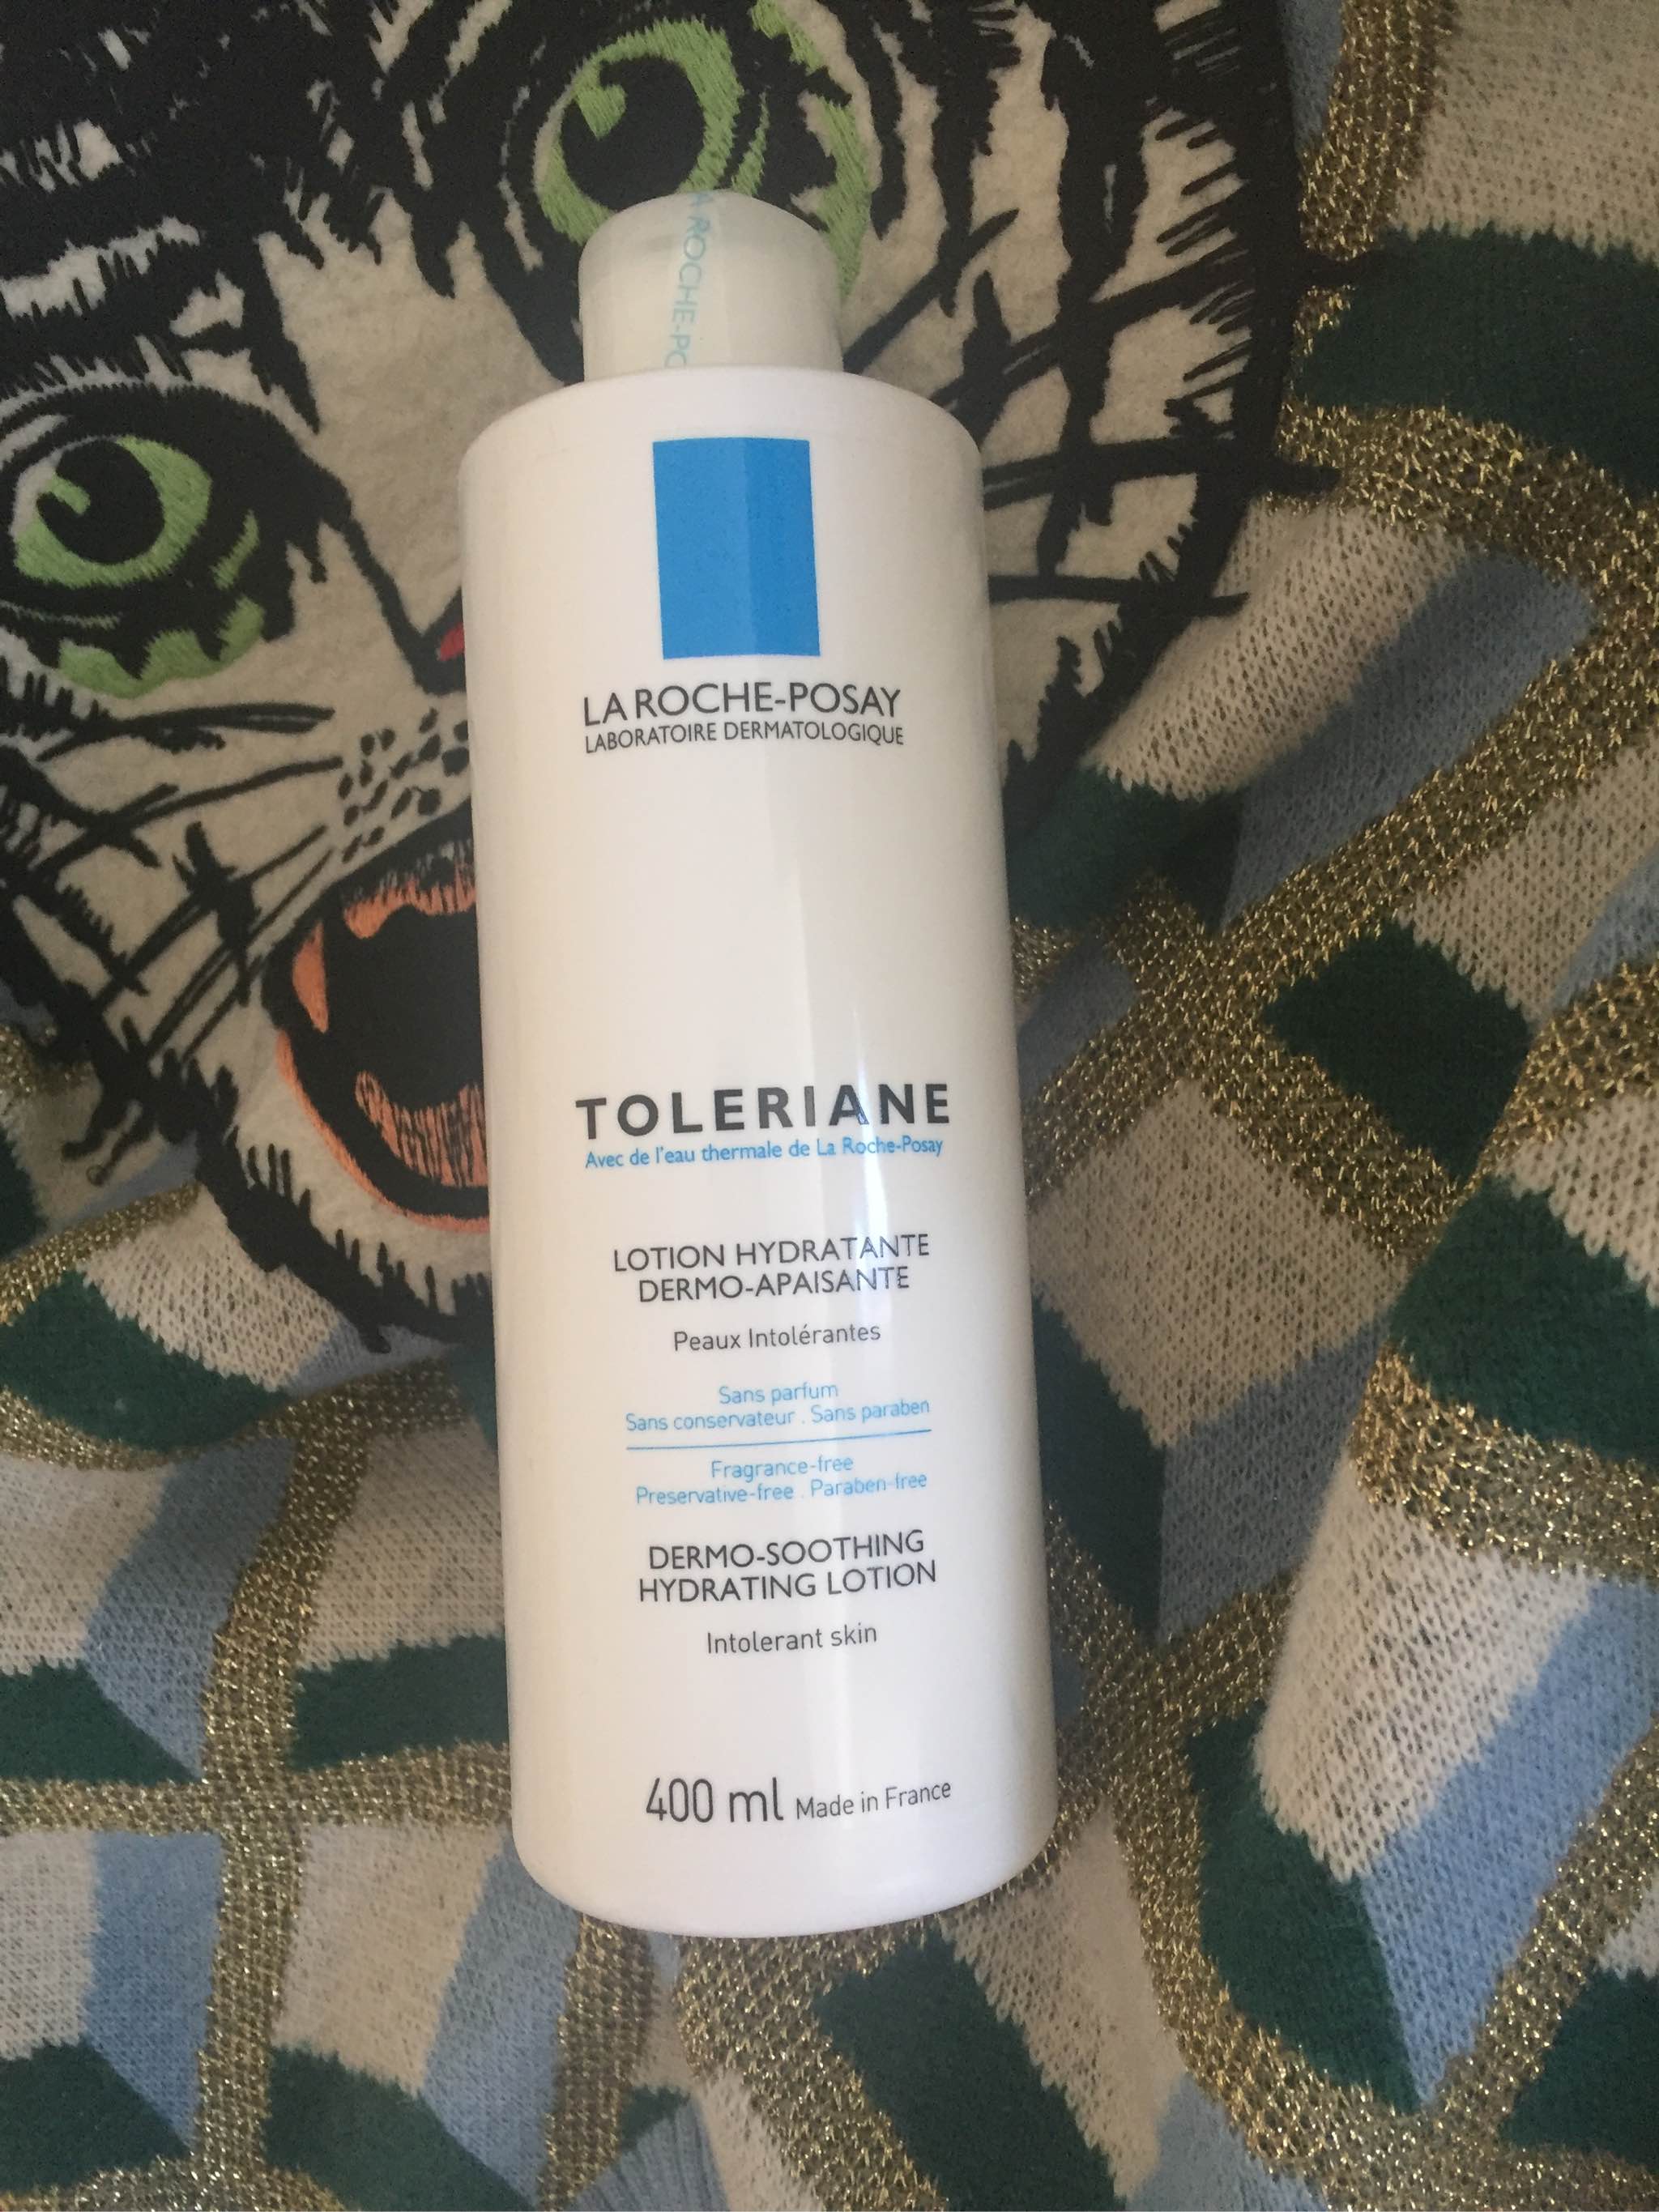 A ROCHE-PO
LA ROCHE-POSAY
LABORATOIRE DERMATOLOGIQUE
TOLERIANE
Avec de l'eau thermale de La Roche-Posay
LOTION HYDRATANTE
DERMO-APAISANTE
Peaux Intolérantes
Sans parfum
Sans conservateur . Sans paraben
Fragrance-free
Preservative-free . Paraben-free
DERMO-SOOTHING
HYDRATING LOTION
Intolerant skin
400 ml Made in France